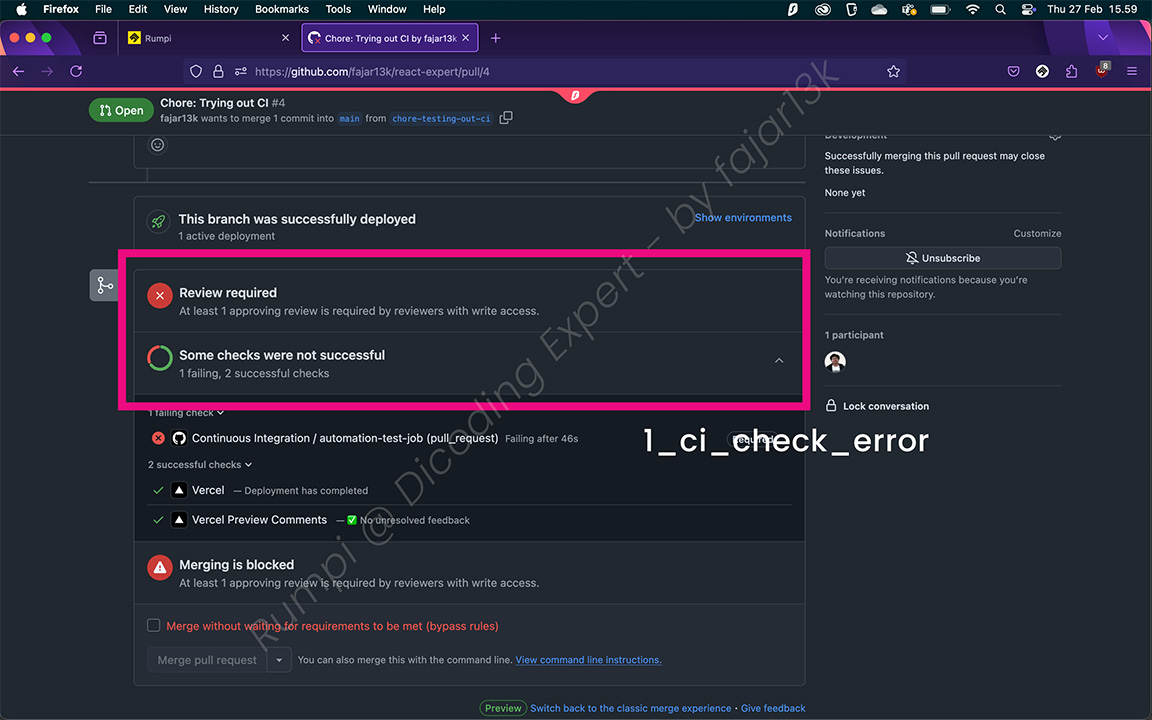 Firefox File Edit View History Bookmarks Tools Window Help Thu 27 Feb 15.59
Rumpi
Chore: Trying out CI by fajar13k
https://github.com/fajar13k/react-expert/pull/4
8
Open
Chore: Trying out CI #4
fajar13k wants to merge 1 commit into main from chore-testing-out-ci
This branch was successfully deployed
1 active deployment
Show environments
Review required
At least 1 approving review is required by reviewers with write access.
Some checks were not successful
1 failing, 2 successful checks
1 failing check
Continuous Integration / automation-test-job (pull_request) Failing after 46s
Required
1_ci_check_error
2 successful checks
Vercel — Deployment has completed
Vercel Preview Comments — ✅ No unresolved feedback
Merging is blocked
At least 1 approving review is required by reviewers with write access.
Merge without waiting for requirements to be met (bypass rules)
Merge pull request
You can also merge this with the command line. View command line instructions.
Preview Switch back to the classic merge experience • Give feedback
Development
Successfully merging this pull request may close
these issues.
None yet
Notifications Customize
Unsubscribe
You're receiving notifications because you're
watching this repository.
1 participant
Lock conversation
Rumpi @ Dicoding Expert - by fajar13k